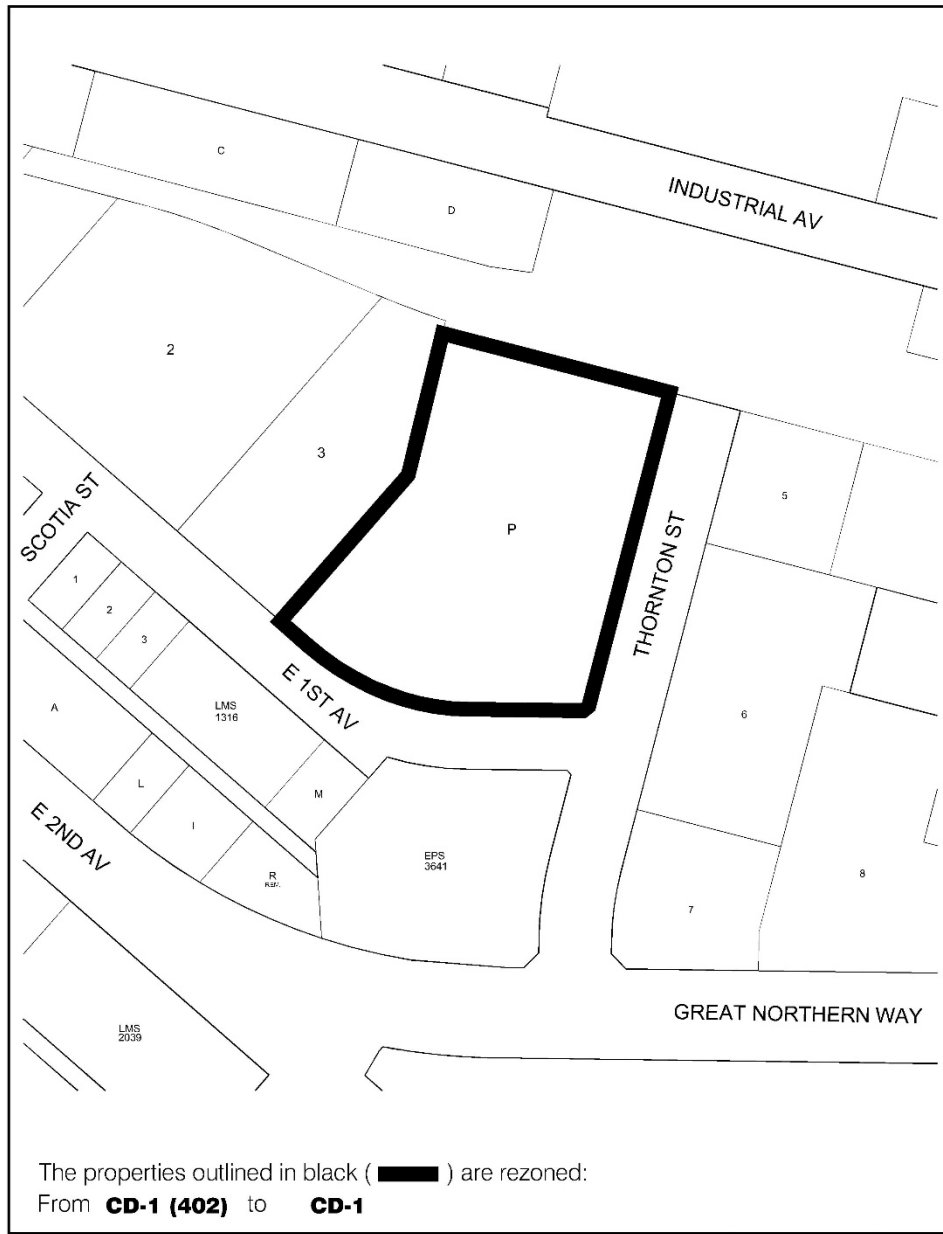 INDUSTRIAL AV
C
D
2
3
P
5
SCOTIA ST
THORNTON ST
1
2
3
E 1ST AV
LMS
1316
A
6
M
L
I
E 2ND AV
R
REM.
EPS
3641
8
7
GREAT NORTHERN WAY
LMS
2039
The properties outlined in black ( ) are rezoned:
From CD-1 (402) to CD-1